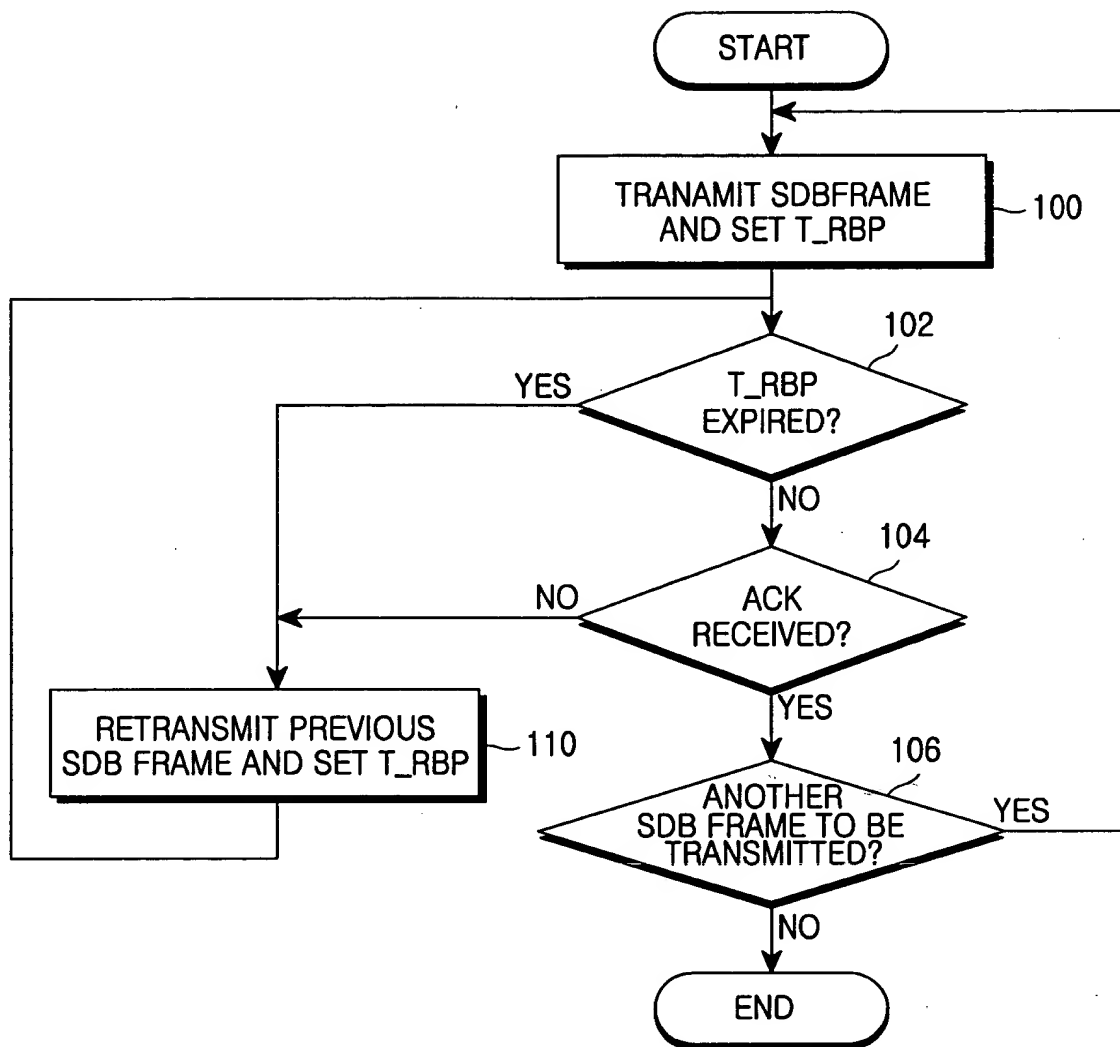 START
TRANAMIT SDBFRAME
AND SET T_RBP
100
102
YES
T_RBP
EXPIRED?
NO
104
NO
ACK
RECEIVED?
YES
RETRANSMIT PREVIOUS
SDB FRAME AND SET T_RBP
110
106
ANOTHER
SDB FRAME TO BE
TRANSMITTED?
YES
NO
END